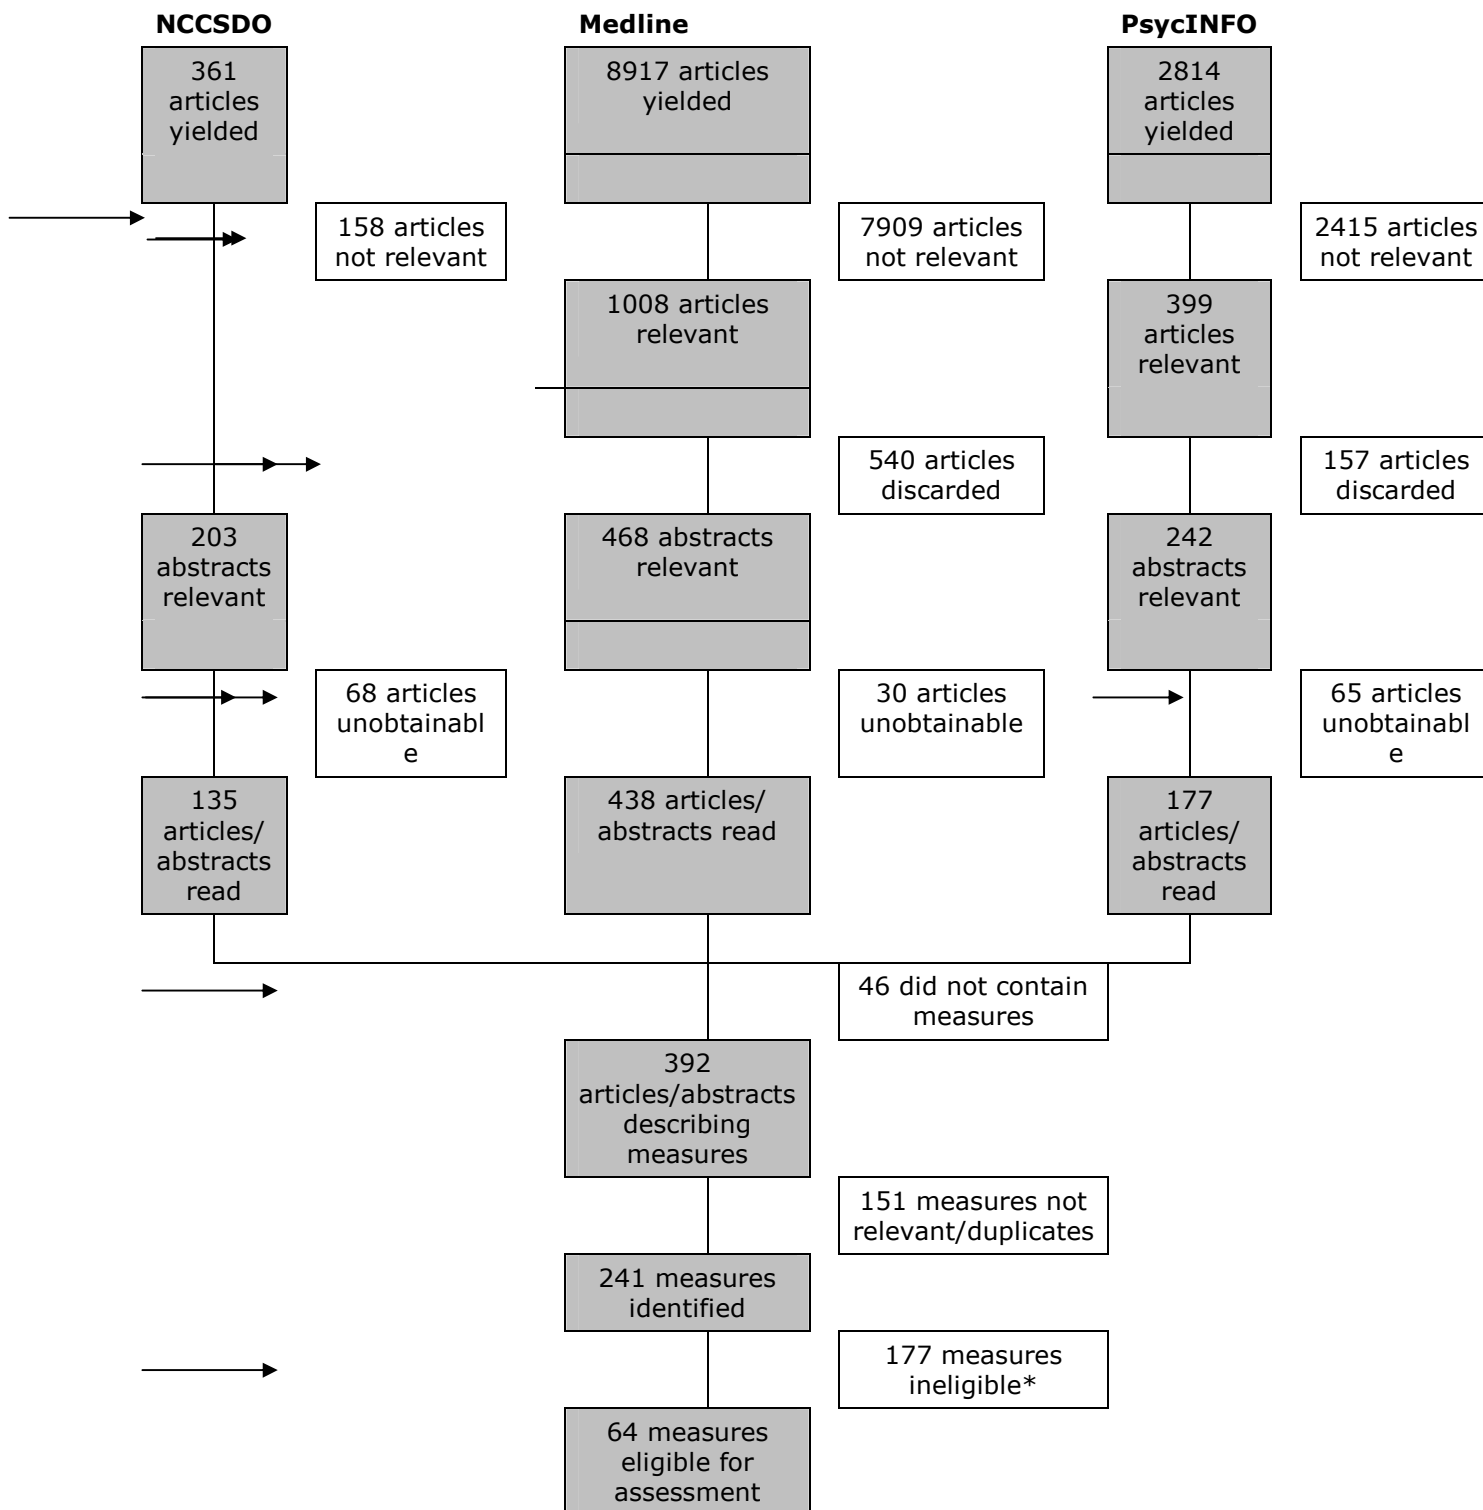 NCCSDO
Medline
PsycINFO
361
articles
yielded
8917 articles
yielded
2814
articles
yielded
158 articles
not relevant
7909 articles
not relevant
2415 articles
not relevant
1008 articles
relevant
399
articles
relevant
540 articles
discarded
157 articles
discarded
203
abstracts
relevant
468 abstracts
relevant
242
abstracts
relevant
68 articles
unobtainabl
e
30 articles
unobtainable
65 articles
unobtainabl
e
135
articles/
abstracts
read
438 articles/
abstracts read
177
articles/
abstracts
read
46 did not contain
measures
392
articles/abstracts
describing
measures
151 measures not
relevant/duplicates
241 measures
identified
177 measures
ineligible*
64 measures
eligible for
assessment